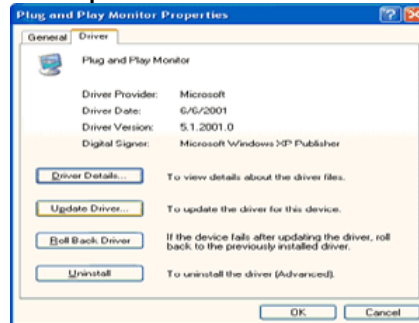 Plug and Play Monitor Properties
General Driver
Plug and Play Monitor
Driver Provider: Microsoft
Driver Date: 6/6/2001
Driver Version: 5.1.2001.0
Digital Signer: Microsoft Windows XP Publisher
Driver Details... To view details about the driver files.
Update Driver... To update the driver for this device.
Roll Back Driver If the device fails after updating the driver, roll
back to the previously installed driver.
Uninstall To uninstall the driver (Advanced).
OK Cancel